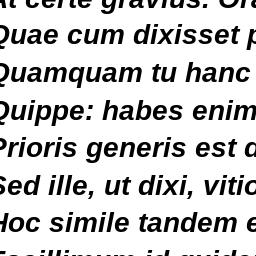 At certe gravius. Ora
Quae cum dixisset p
Quamquam tu hanc
Quippe: habes enim
Prioris generis est d
Sed ille, ut dixi, vitio
Hoc simile tandem e